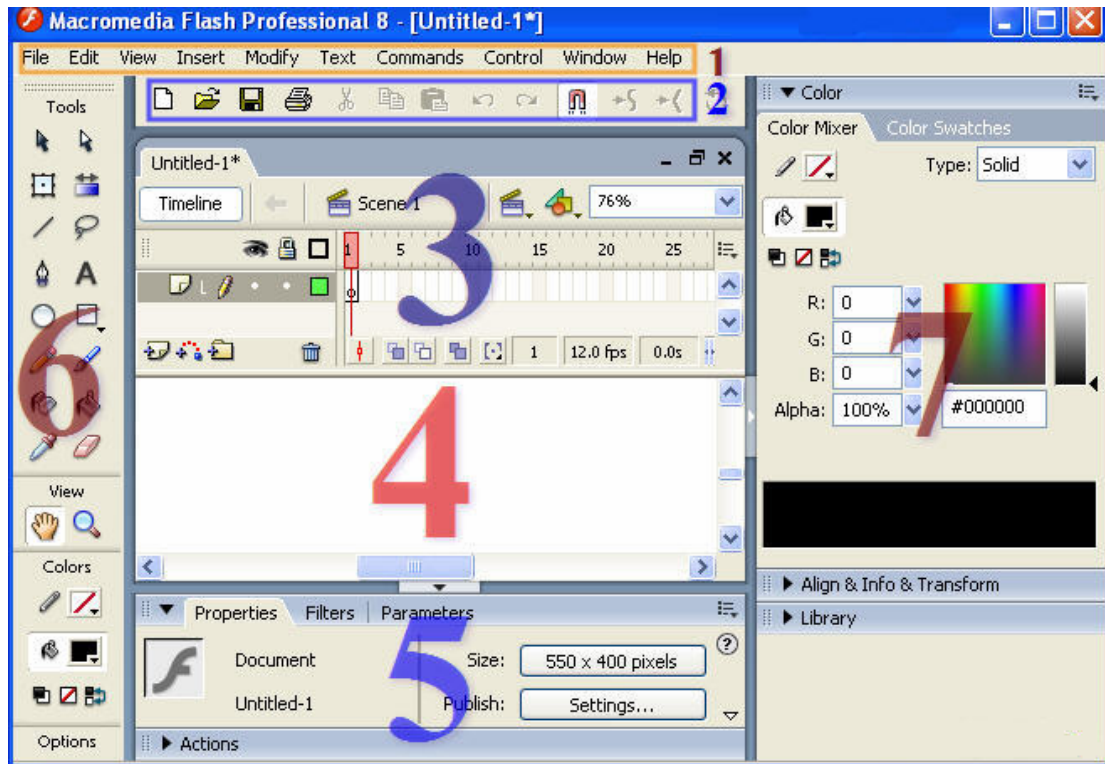 Macromedia Flash Professional 8 - [Untitled-1*]
File Edit View Insert Modify Text Commands Control Window Help 1
2
Tools
Untitled-1*
Timeline Scene 1 76%
3
1 5 10 15 20 25
1 12.0 fps 0.0s
4
6
View
Colors
Options
Properties Filters Parameters
Document Size: 550 x 400 pixels
Untitled-1 Publish: Settings...
5
Actions
Color
Color Mixer Color Swatches
Type: Solid
R: 0
G: 0
B: 0
Alpha: 100% #000000
7
Align & Info & Transform
Library